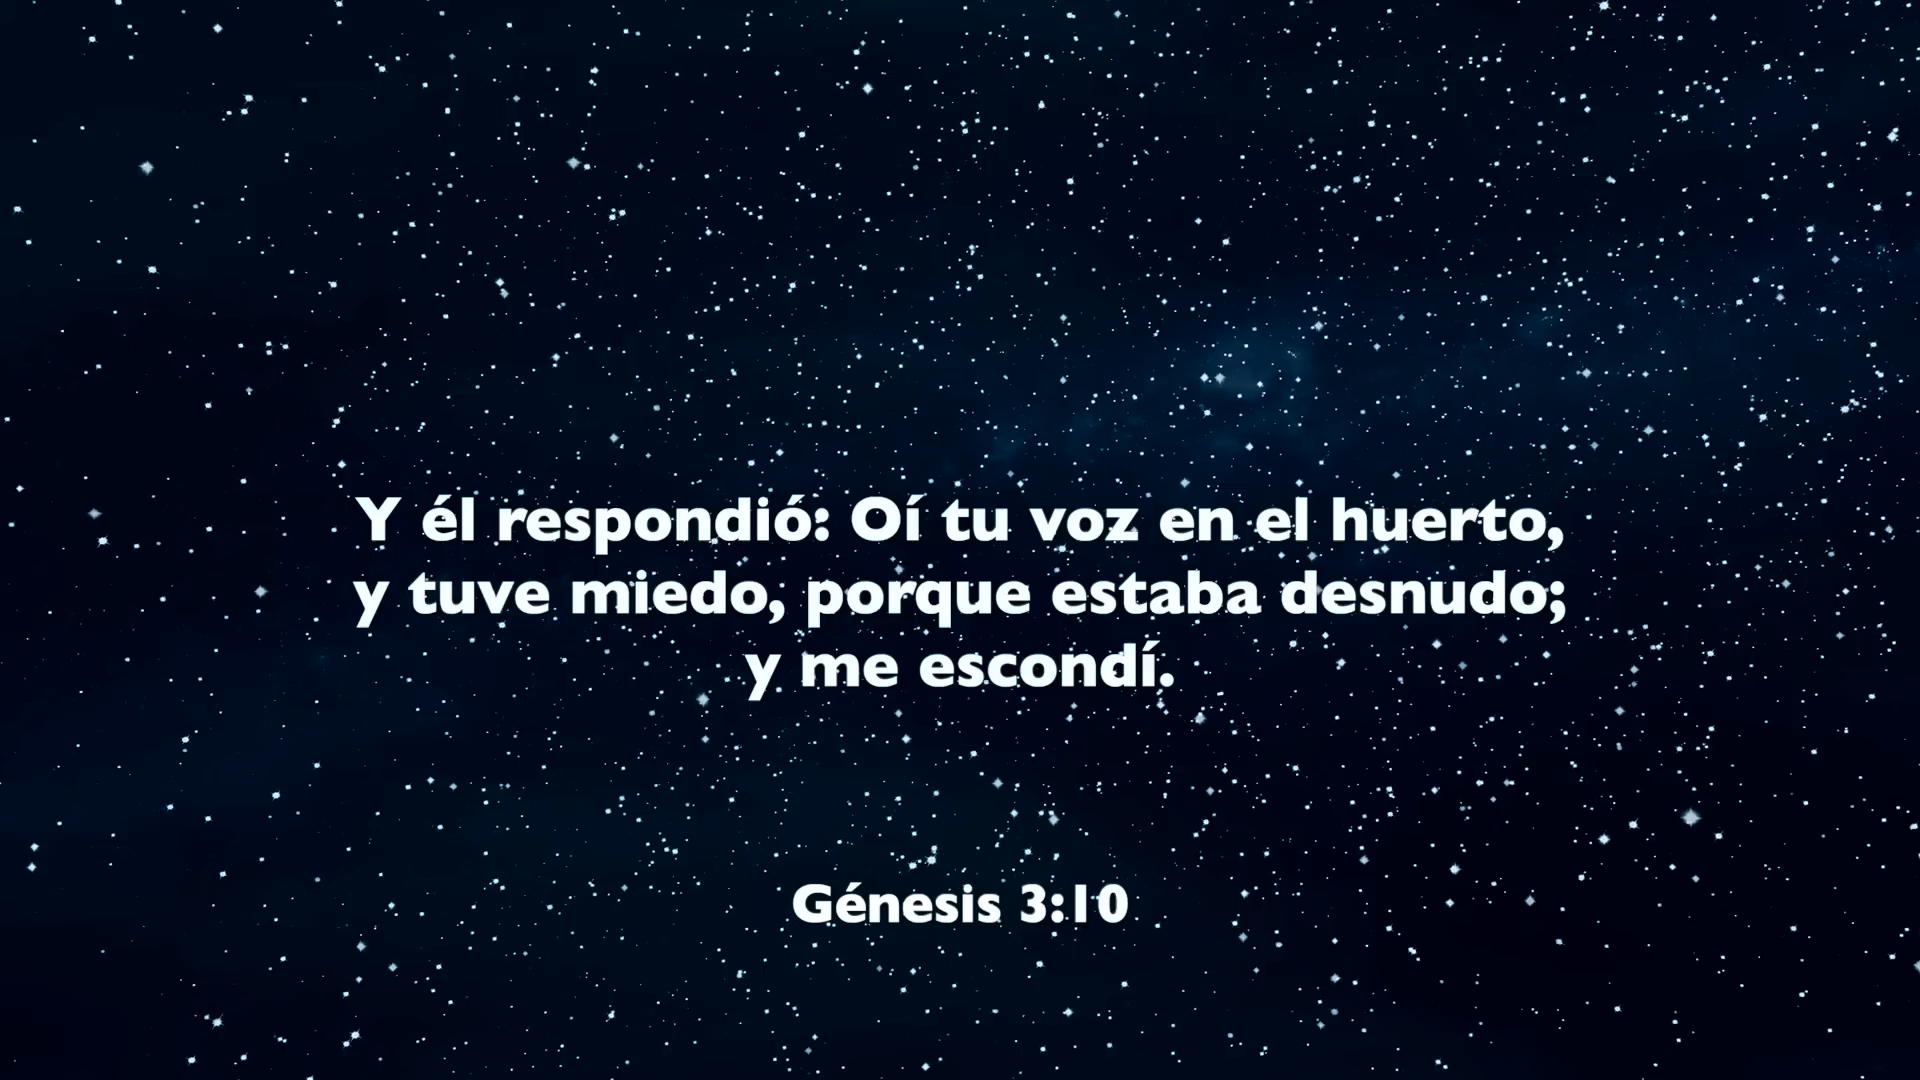 Y él respondió: Oí tu voz en el huerto,
y tuve miedo, porque estaba desnudo;
y me escondí.
Génesis 3:10